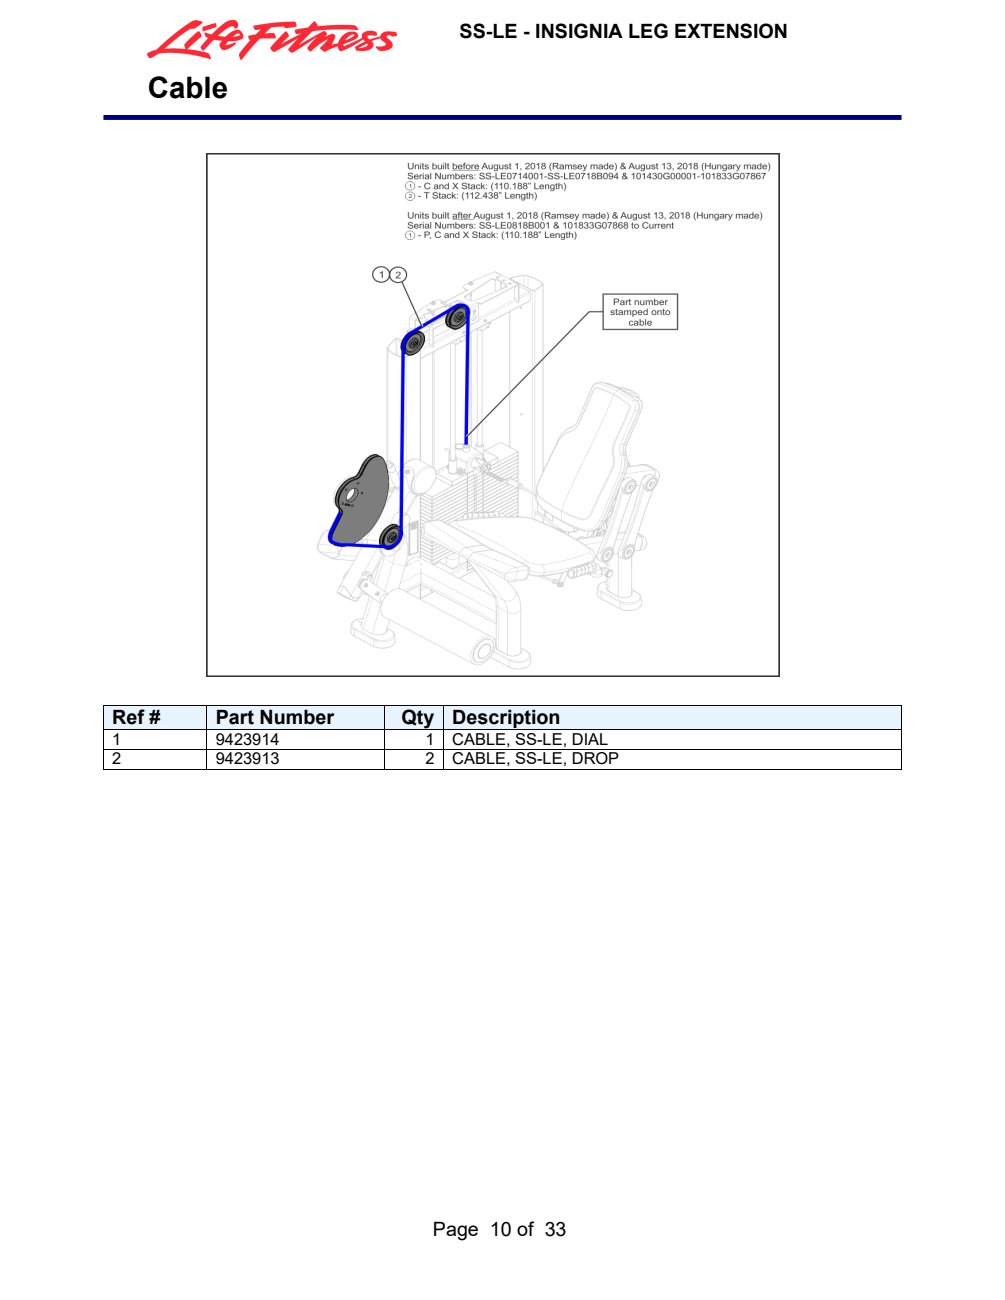 Life Fitness
SS-LE - INSIGNIA LEG EXTENSION
Cable
Units built before August 1, 2018 (Ramsey made) & August 13, 2018 (Hungary made)
Serial Numbers: SS-LE0714001-SS-LE0718B094 & 101430G00001-101833G07867
1 - C and X Stack: (110.188" Length)
2 - T Stack: (112.438" Length)
Units built after August 1, 2018 (Ramsey made) & August 13, 2018 (Hungary made)
Serial Numbers: SS-LE0818B001 & 101833G07868 to Current
1 - P, C and X Stack: (110.188" Length)
1 2
Part number
stamped onto
cable
Ref # Part Number Qty Description
1 9423914 1 CABLE, SS-LE, DIAL
2 9423913 2 CABLE, SS-LE, DROP
Page 10 of 33